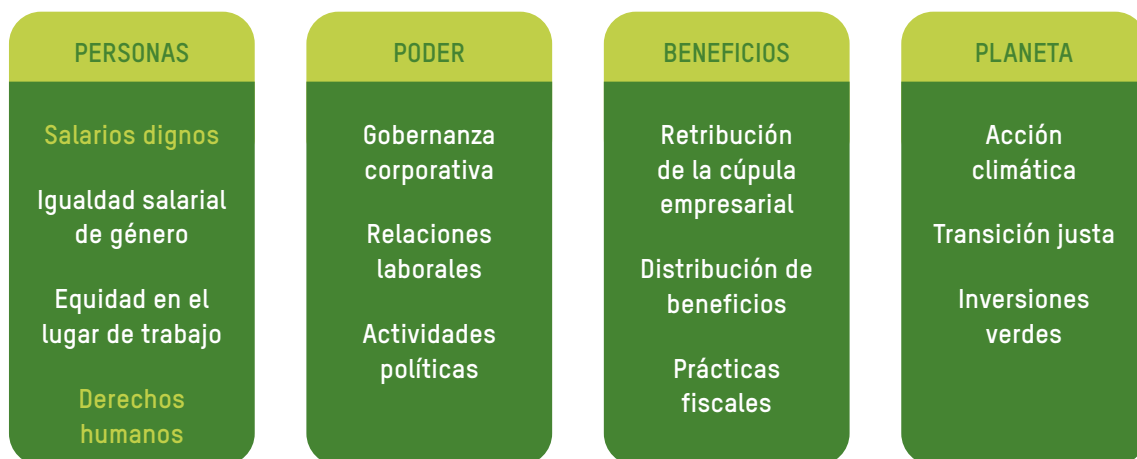 PERSONAS
Salarios dignos
Igualdad salarial
de género
Equidad en el
lugar de trabajo
Derechos
humanos
PODER
Gobernanza
corporativa
Relaciones
laborales
Actividades
políticas
BENEFICIOS
Retribución
de la cúpula
empresarial
Distribución de
beneficios
Prácticas
fiscales
PLANETA
Acción
climática
Transición justa
Inversiones
verdes